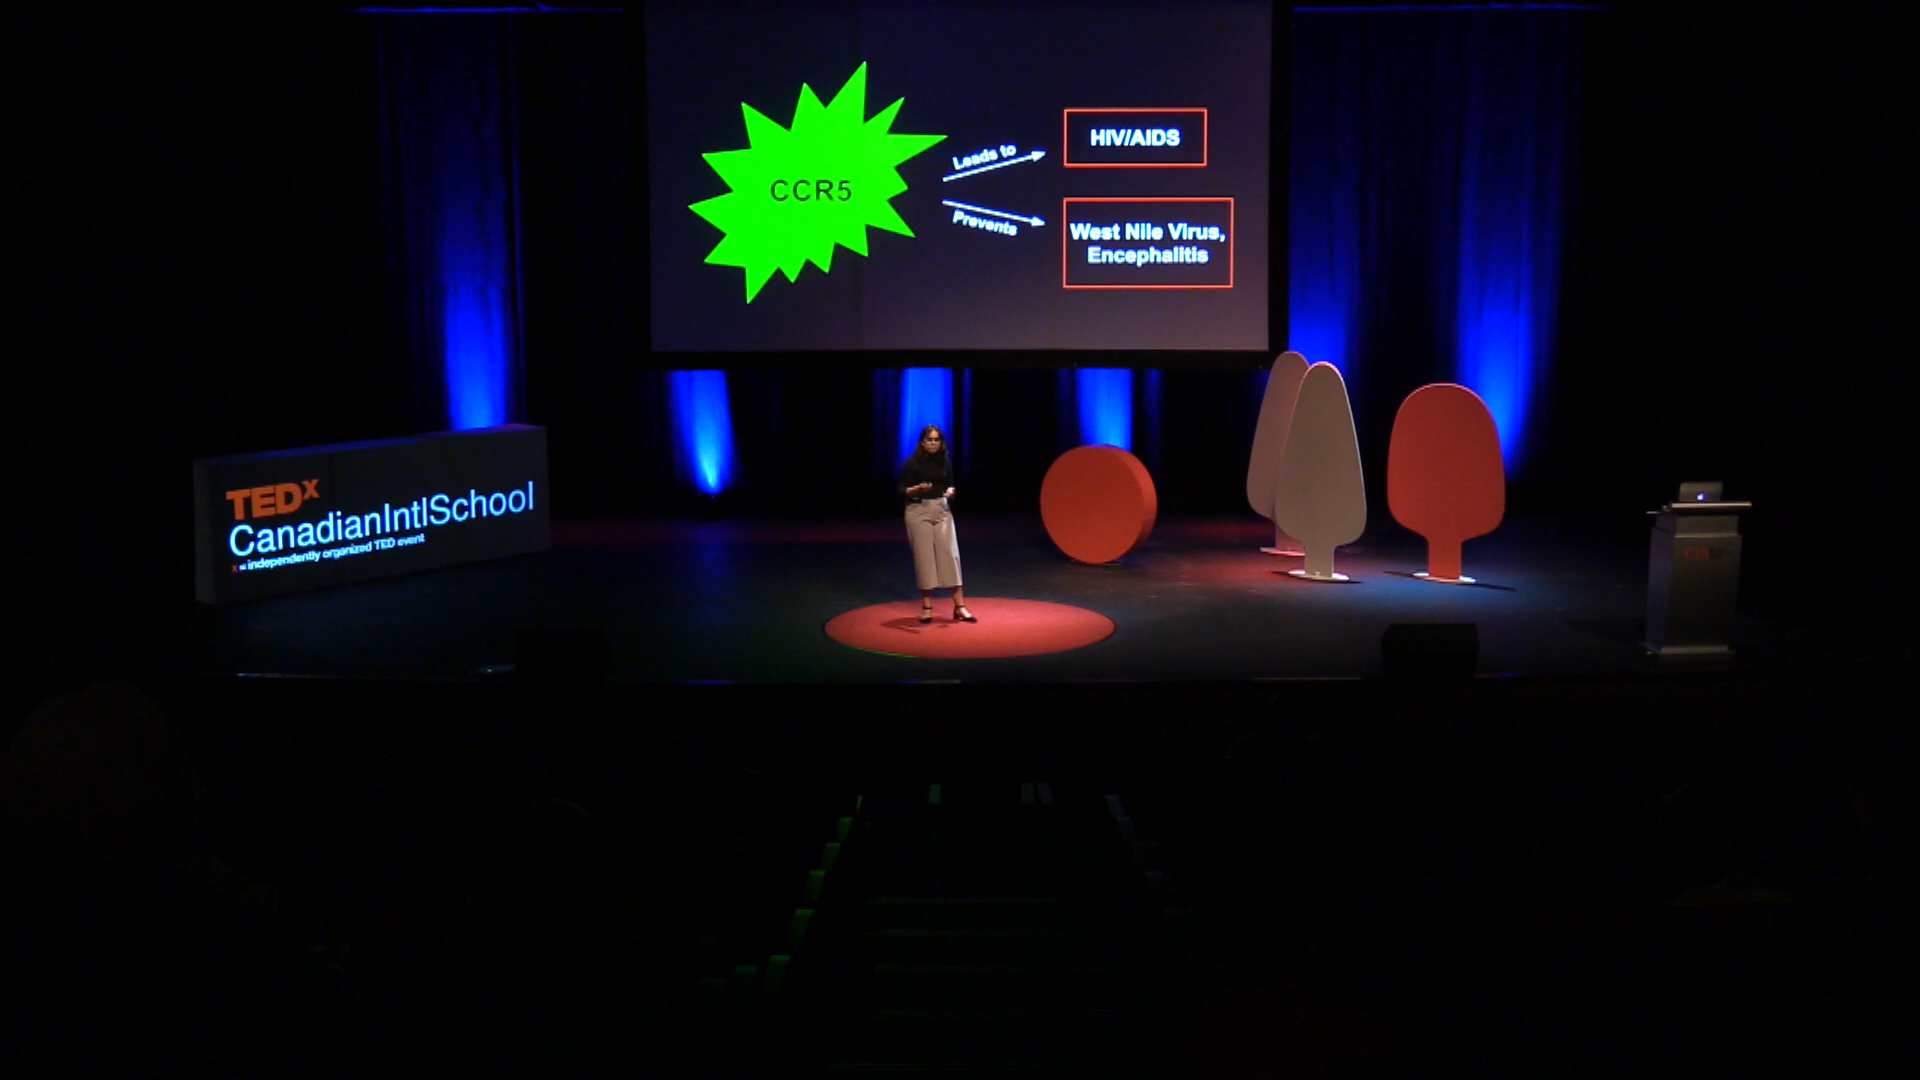 CCR5
Leads to
HIV/AIDS
Prevents
West Nile Virus,
Encephalitis
TEDx
CanadianIntlSchool
x = independently organized TED event